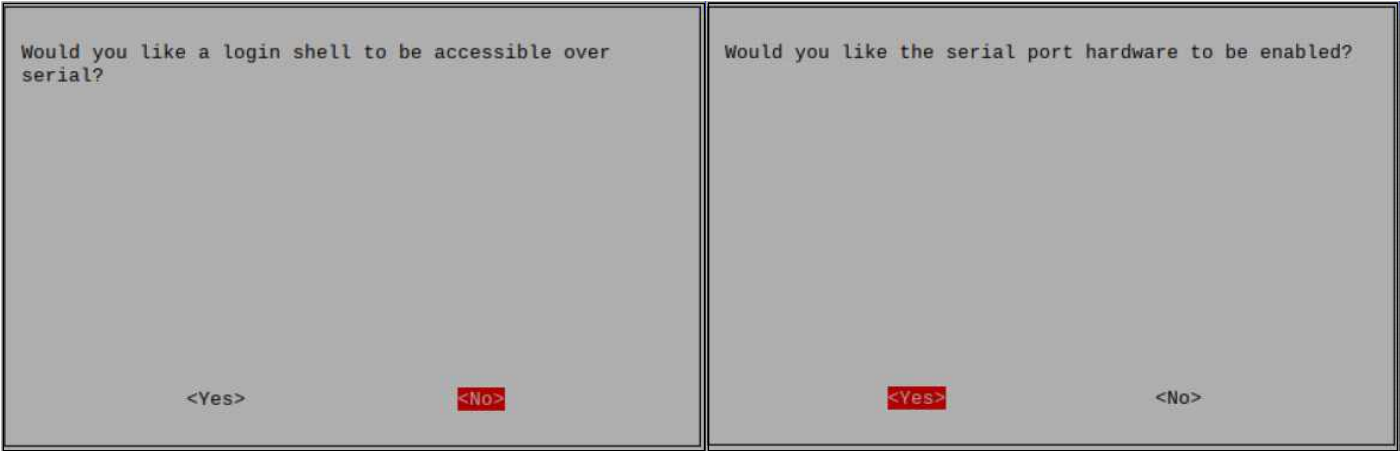 Would you like a login shell to be accessible over
serial?
<Yes> <No>
Would you like the serial port hardware to be enabled?
<Yes> <No>